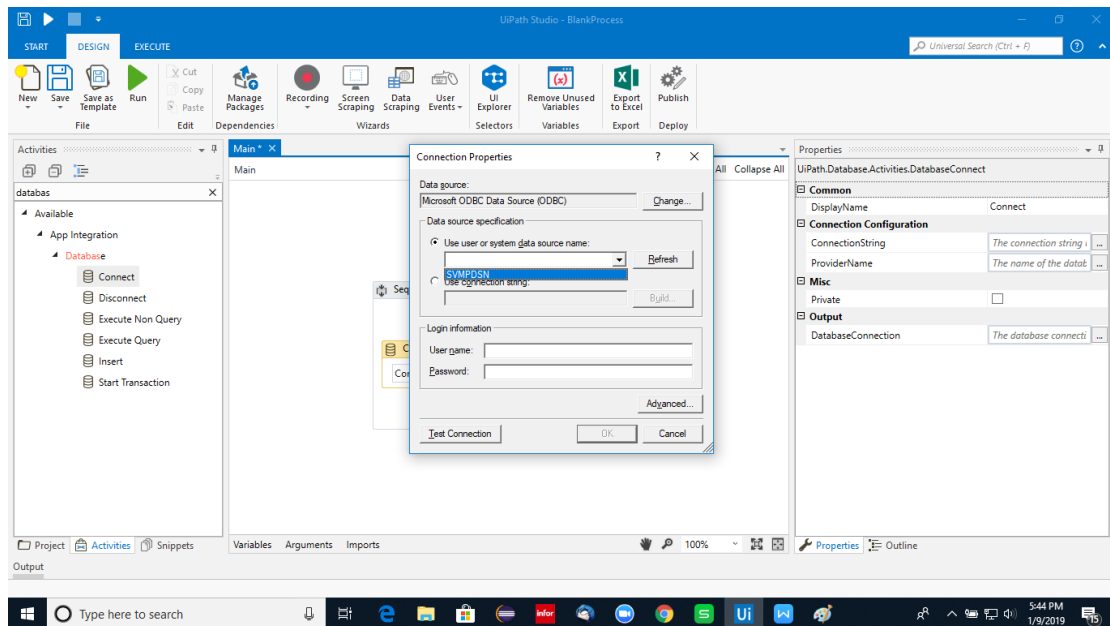 UiPath Studio - BlankProcess
START DESIGN EXECUTE
Universal Search (Ctrl + F)
New Save Save as Template Run
Cut
Copy
Paste
Manage Packages Recording Screen Scraping Data Scraping User Events UI Explorer Remove Unused Variables Export to Excel Publish
File Edit Dependencies Wizards Selectors Variables Export Deploy
Activities
databas
Available
App Integration
Database
Connect
Disconnect
Execute Non Query
Execute Query
Insert
Start Transaction
Project Activities Snippets
Main *
Main
All Collapse All
Seq
C
Variables Arguments Imports
100%
Connection Properties ?
Data source:
Microsoft ODBC Data Source (ODBC) Change...
Data source specification
Use user or system data source name:
Refresh
SVMPDSN
Use connection string:
Build...
Login information
User name:
Password:
Advanced...
Test Connection OK Cancel
Properties
UiPath.Database.Activities.DatabaseConnect
Common
DisplayName Connect
Connection Configuration
ConnectionString The connection string ...
ProviderName The name of the datab ...
Misc
Private
Output
DatabaseConnection The database connecti ...
Properties Outline
Output
Type here to search
infor
S
Ui
5:44 PM
1/9/2019
15